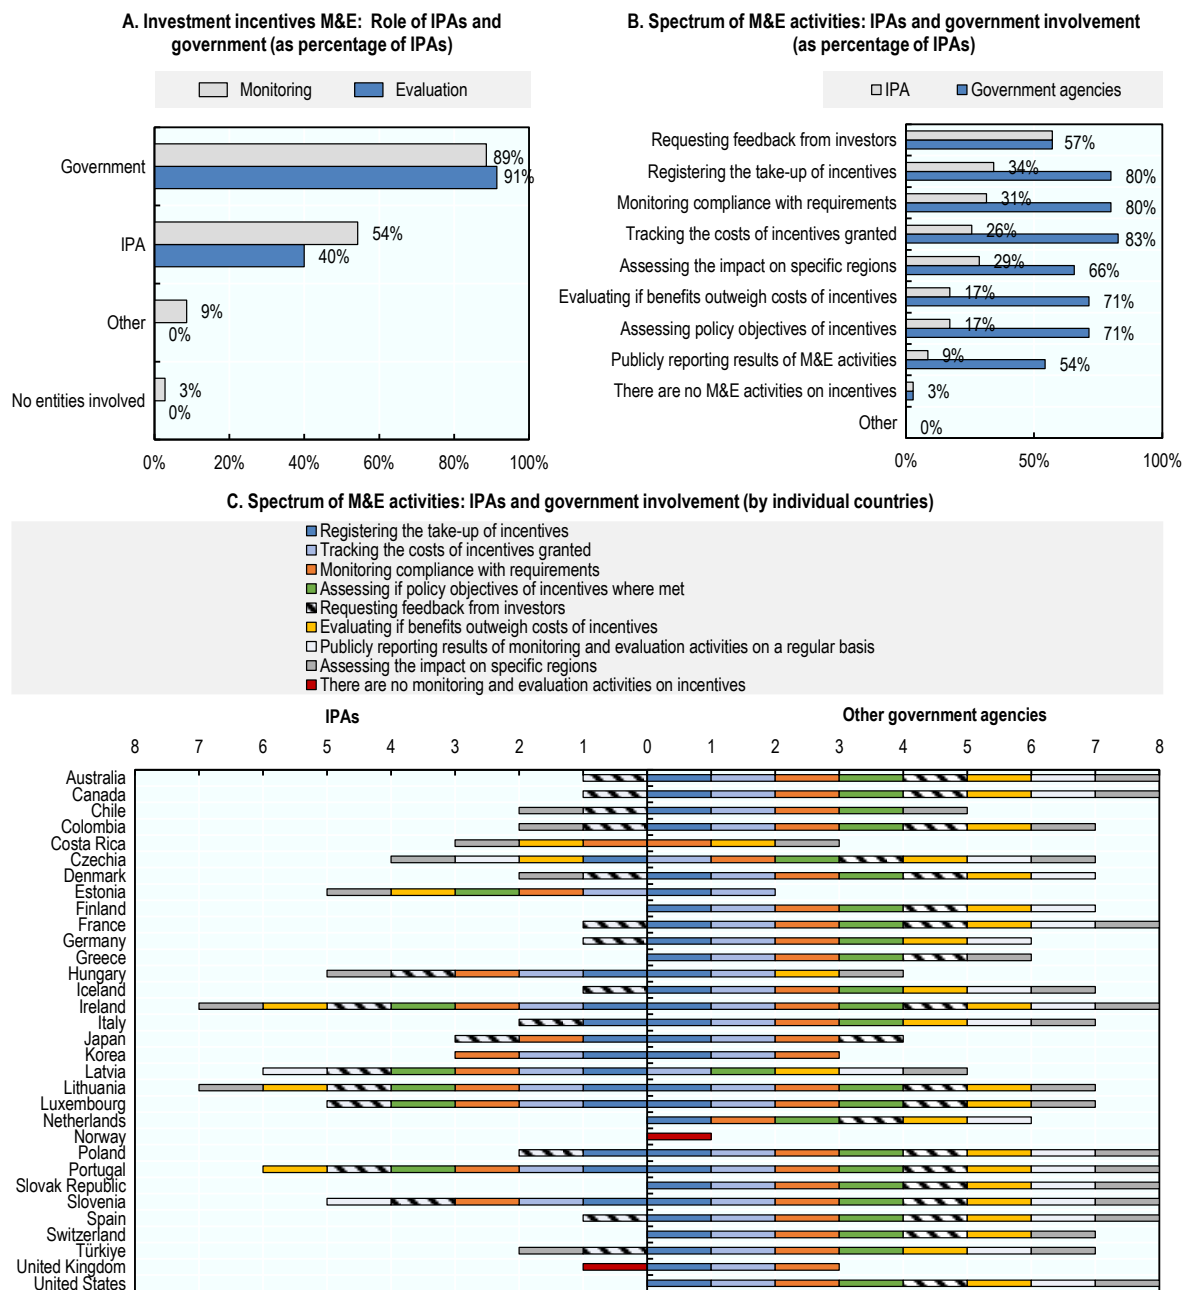 A. Investment incentives M&E: Role of IPAs and
government (as percentage of IPAs)
Monitoring
Evaluation
Government
89%
91%
IPA
54%
40%
Other
9%
0%
No entities involved
3%
0%
0%
20%
40%
60%
80%
100%
B. Spectrum of M&E activities: IPAs and government involvement
(as percentage of IPAs)
IPA
Government agencies
Requesting feedback from investors
57%
Registering the take-up of incentives
34%
80%
Monitoring compliance with requirements
31%
80%
Tracking the costs of incentives granted
26%
83%
Assessing the impact on specific regions
29%
66%
Evaluating if benefits outweigh costs of incentives
17%
71%
Assessing policy objectives of incentives
17%
71%
Publicly reporting results of M&E activities
9%
54%
There are no M&E activities on incentives
3%
Other
0%
0%
50%
100%
C. Spectrum of M&E activities: IPAs and government involvement (by individual countries)
Registering the take-up of incentives
Tracking the costs of incentives granted
Monitoring compliance with requirements
Assessing if policy objectives of incentives where met
Requesting feedback from investors
Evaluating if benefits outweigh costs of incentives
Publicly reporting results of monitoring and evaluation activities on a regular basis
Assessing the impact on specific regions
There are no monitoring and evaluation activities on incentives
IPAs
Other government agencies
8 7 6 5 4 3 2 1 0 1 2 3 4 5 6 7 8
Australia
Canada
Chile
Colombia
Costa Rica
Czechia
Denmark
Estonia
Finland
France
Germany
Greece
Hungary
Iceland
Ireland
Italy
Japan
Korea
Latvia
Lithuania
Luxembourg
Netherlands
Norway
Poland
Portugal
Slovak Republic
Slovenia
Spain
Switzerland
Türkiye
United Kingdom
United States